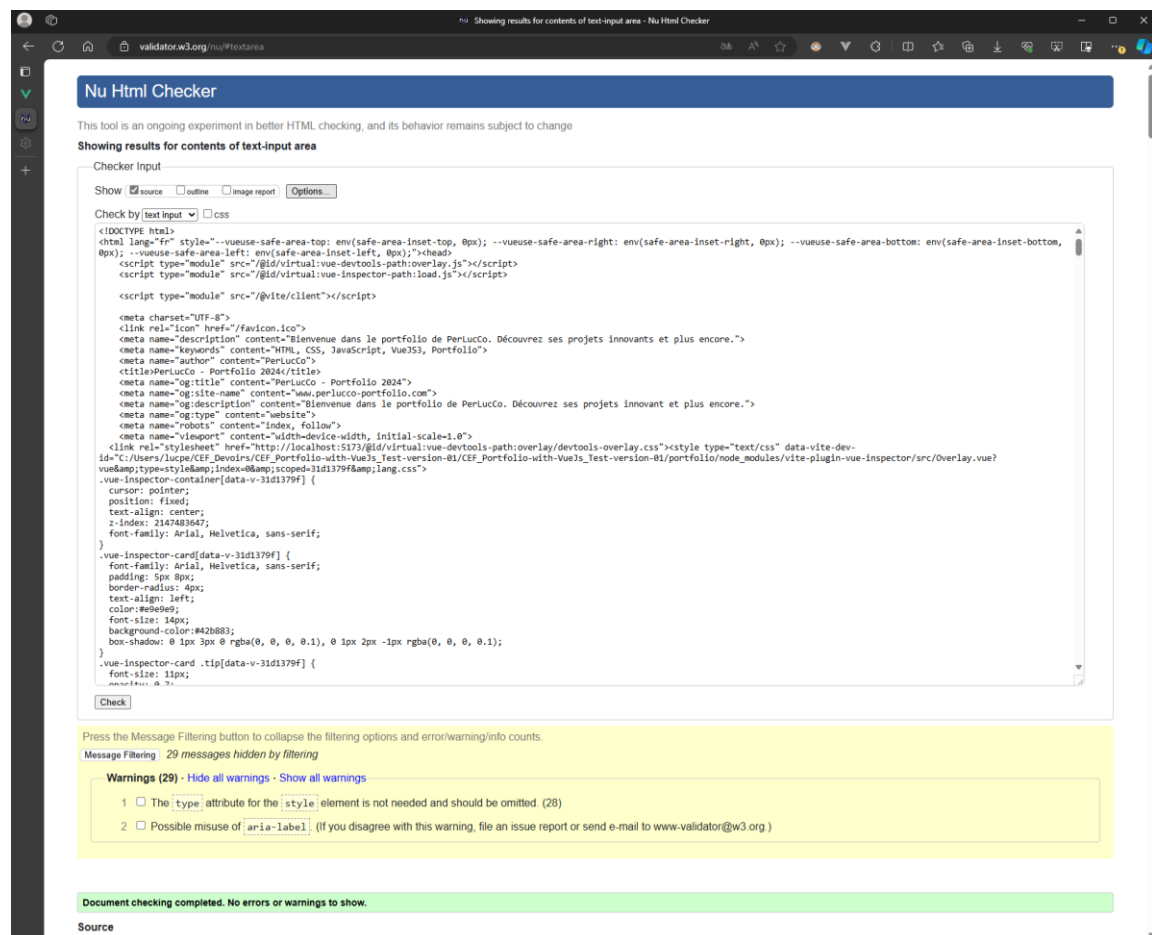 Showing results for contents of text-input area - Nu Html Checker
validator.w3.org/nu/#textarea
Nu Html Checker
This tool is an ongoing experiment in better HTML checking, and its behavior remains subject to change
Showing results for contents of text-input area
Checker Input
Show source outline image report Options...
Check by text input css
<!DOCTYPE html>
<html lang="fr" style="--vueuse-safe-area-top: env(safe-area-inset-top, 0px); --vueuse-safe-area-right: env(safe-area-inset-right, 0px); --vueuse-safe-area-bottom: env(safe-area-inset-bottom,
0px); --vueuse-safe-area-left: env(safe-area-inset-left, 0px);"><head>
<script type="module" src="/@id/virtual:vue-devtools-path:overlay.js"></script>
<script type="module" src="/@id/virtual:vue-inspector-path:load.js"></script>
<script type="module" src="/@vite/client"></script>
<meta charset="UTF-8">
<link rel="icon" href="/favicon.ico">
<meta name="description" content="Bienvenue dans le portfolio de PerLucCo. Découvrez ses projets innovants et plus encore.">
<meta name="keywords" content="HTML, CSS, JavaScript, VueJS3, Portfolio">
<meta name="author" content="PerLucCo">
<title>PerLucCo - Portfolio 2024</title>
<meta name="og:title" content="PerLucCo - Portfolio 2024">
<meta name="og:site-name" content="www.perlucco-portfolio.com">
<meta name="og:description" content="Bienvenue dans le portfolio de PerLucCo. Découvrez ses projets innovant et plus encore.">
<meta name="og:type" content="website">
<meta name="robots" content="index, follow">
<meta name="viewport" content="width=device-width, initial-scale=1.0">
<link rel="stylesheet" href="http://localhost:5173/@id/virtual:vue-devtools-path:overlay/devtools-overlay.css"><style type="text/css" data-vite-dev-
id="C:/Users/lucpe/CEF_Devoirs/CEF_Portfolio-with-VueJs_Test-version-01/CEF_Portfolio-with-VueJs_Test-version-01/portfolio/node_modules/vite-plugin-vue-inspector/src/Overlay.vue?
vue&amp;type=style&amp;index=0&amp;scoped=31d1379f&amp;lang.css">
.vue-inspector-container[data-v-31d1379f] {
cursor: pointer;
position: fixed;
text-align: center;
z-index: 2147483647;
font-family: Arial, Helvetica, sans-serif;
}
.vue-inspector-card[data-v-31d1379f] {
font-family: Arial, Helvetica, sans-serif;
padding: 5px 8px;
border-radius: 4px;
text-align: left;
color:#e9e9e9;
font-size: 14px;
background-color:#42b883;
box-shadow: 0 1px 3px 0 rgba(0, 0, 0, 0.1), 0 1px 2px -1px rgba(0, 0, 0, 0.1);
}
.vue-inspector-card .tip[data-v-31d1379f] {
font-size: 11px;
opacity: 0.7;
Check
Press the Message Filtering button to collapse the filtering options and error/warning/info counts.
Message Filtering 29 messages hidden by filtering
Warnings (29) · Hide all warnings · Show all warnings
1 The type attribute for the style element is not needed and should be omitted. (28)
2 Possible misuse of aria-label. (If you disagree with this warning, file an issue report or send e-mail to www-validator@w3.org.)
Document checking completed. No errors or warnings to show.
Source